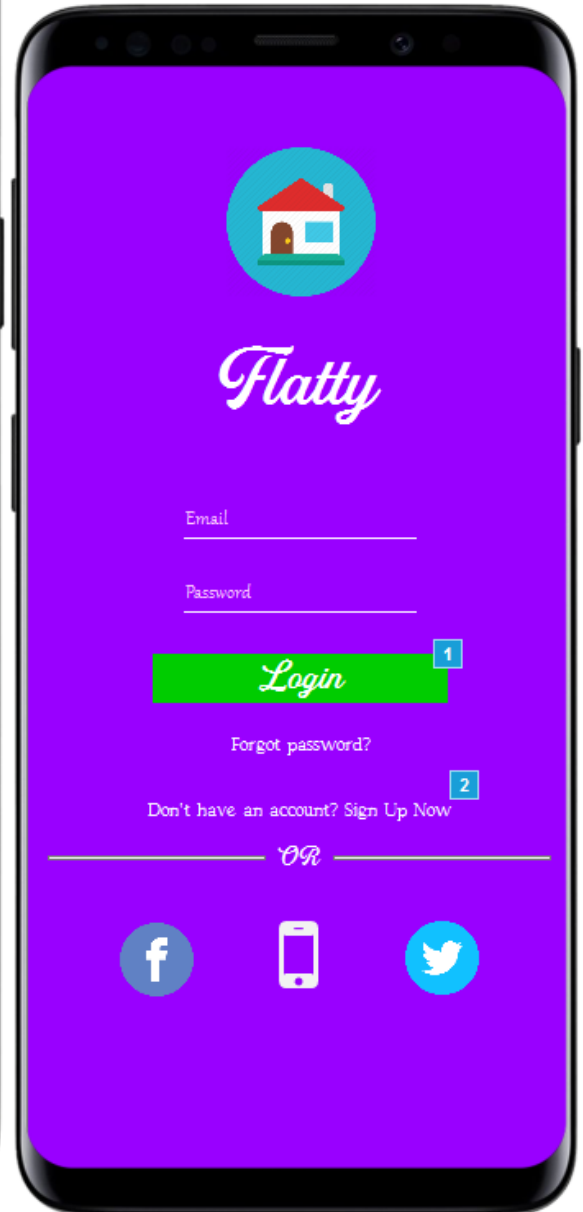 Flatty
Email
Password
1
Login
Forgot password?
2
Don't have an account? Sign Up Now
OR
f